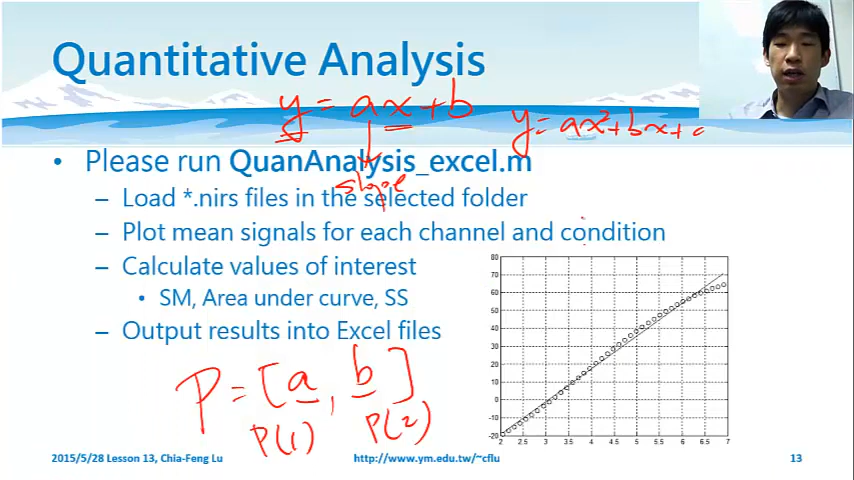 Quantitative Analysis
y = ax + b
y = ax² + bx + c
• Please run QuanAnalysis_excel.m
slope
– Load *.nirs files in the selected folder
– Plot mean signals for each channel and condition
– Calculate values of interest
• SM, Area under curve, SS
– Output results into Excel files
P = [a, b]
P(1) P(2)
80
70
60
50
40
30
20
10
0
-10
-20
2 2.5 3 3.5 4 4.5 5 5.5 6 6.5 7
2015/5/28 Lesson 13, Chia-Feng Lu http://www.ym.edu.tw/~cflu 13